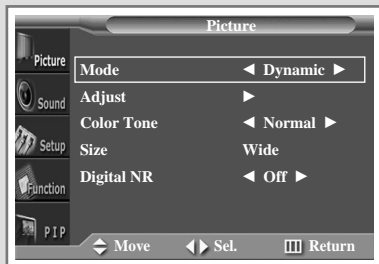 Picture
Picture
Mode ◄ Dynamic ►
Adjust ►
Sound
Color Tone ◄ Normal ►
Setup
Size Wide
Digital NR ◄ Off ►
Function
PIP
Move Sel. Return